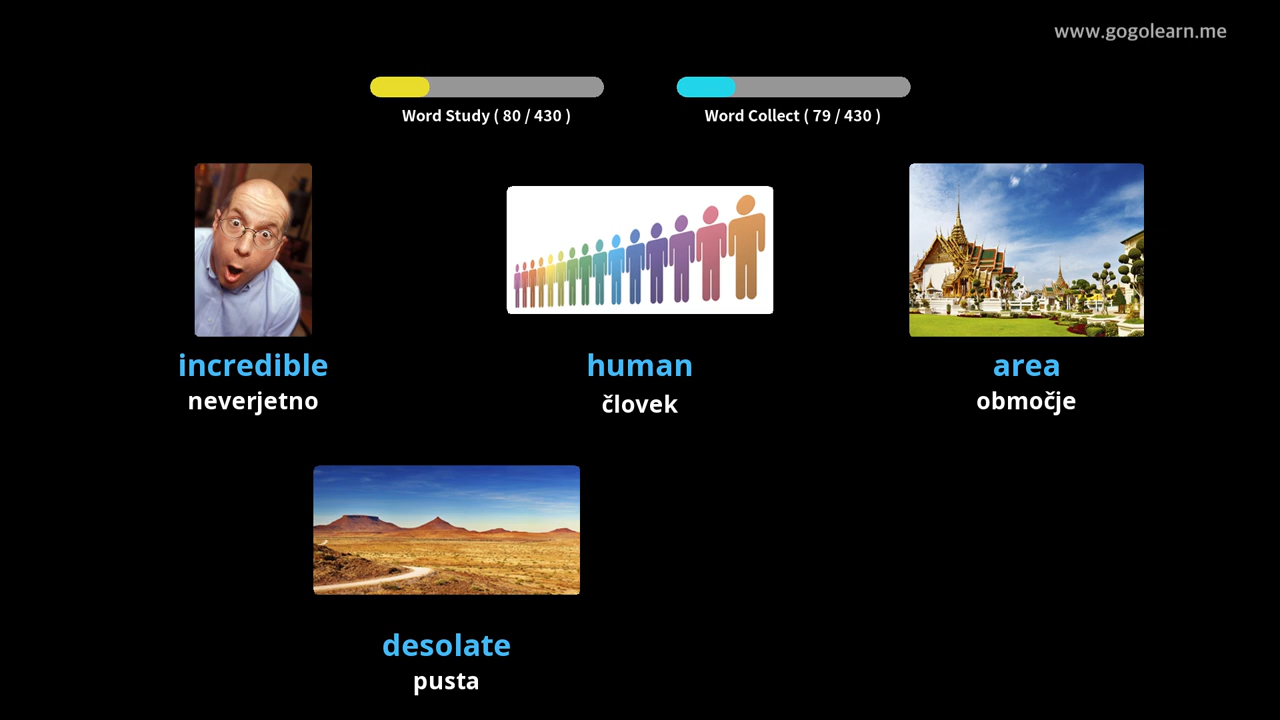 www.gogolearn.me
Word Study ( 80 / 430 )
Word Collect ( 79 / 430 )
incredible
neverjetno
human
človek
area
območje
desolate
pusta